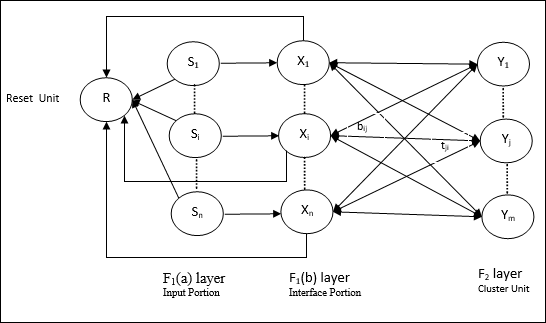 S1 X1 Y1
Reset Unit R
Si Xi bij tji Yj
Sn Xn Ym
F1(a) layer F1(b) layer F2 layer
Input Portion Interface Portion Cluster Unit